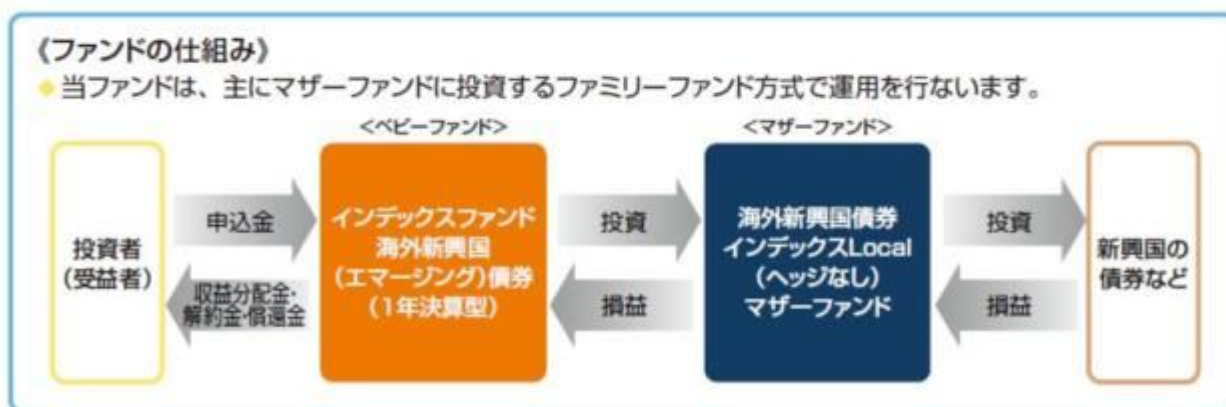 《ファンドの仕組み》
◆当ファンドは、主にマザーファンドに投資するファミリーファンド方式で運用を行ないます。
<ベビーファンド>
<マザーファンド>
投資者
(受益者)
申込金
収益分配金・
解約金・償還金
インデックスファンド
海外新興国
(エマージング)債券
(1年決算型)
投資
損益
海外新興国債券
インデックスLocal
(ヘッジなし)
マザーファンド
投資
損益
新興国の
債券など